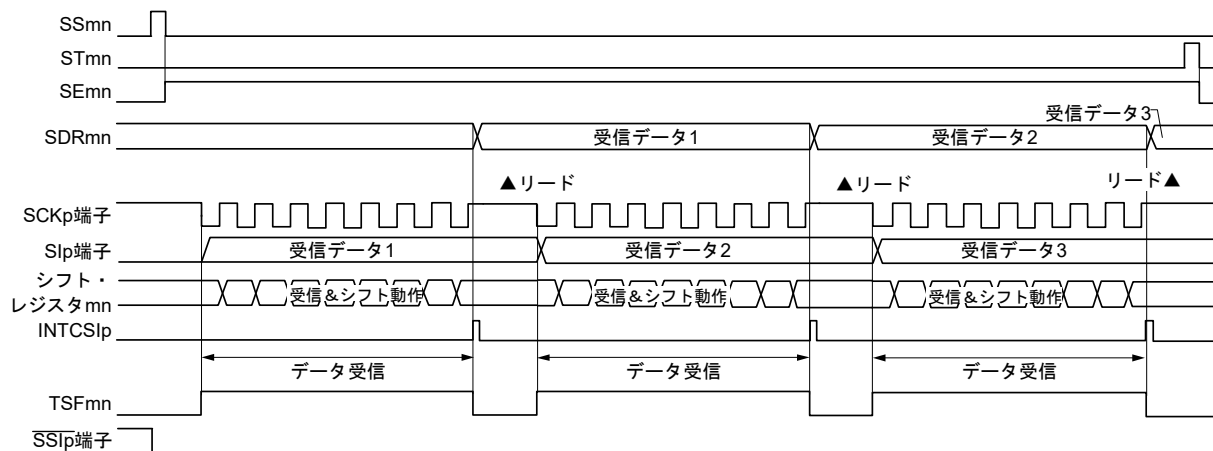 SSmn
STmn
SEmn
受信データ3
SDRmn 受信データ1 受信データ2
▲リード ▲リード リード▲
SCKp端子
SIp端子 受信データ1 受信データ2 受信データ3
シフト・
レジスタmn 受信&シフト動作 受信&シフト動作 受信&シフト動作
INTCSIp
データ受信 データ受信 データ受信
TSFmn
SSIp端子